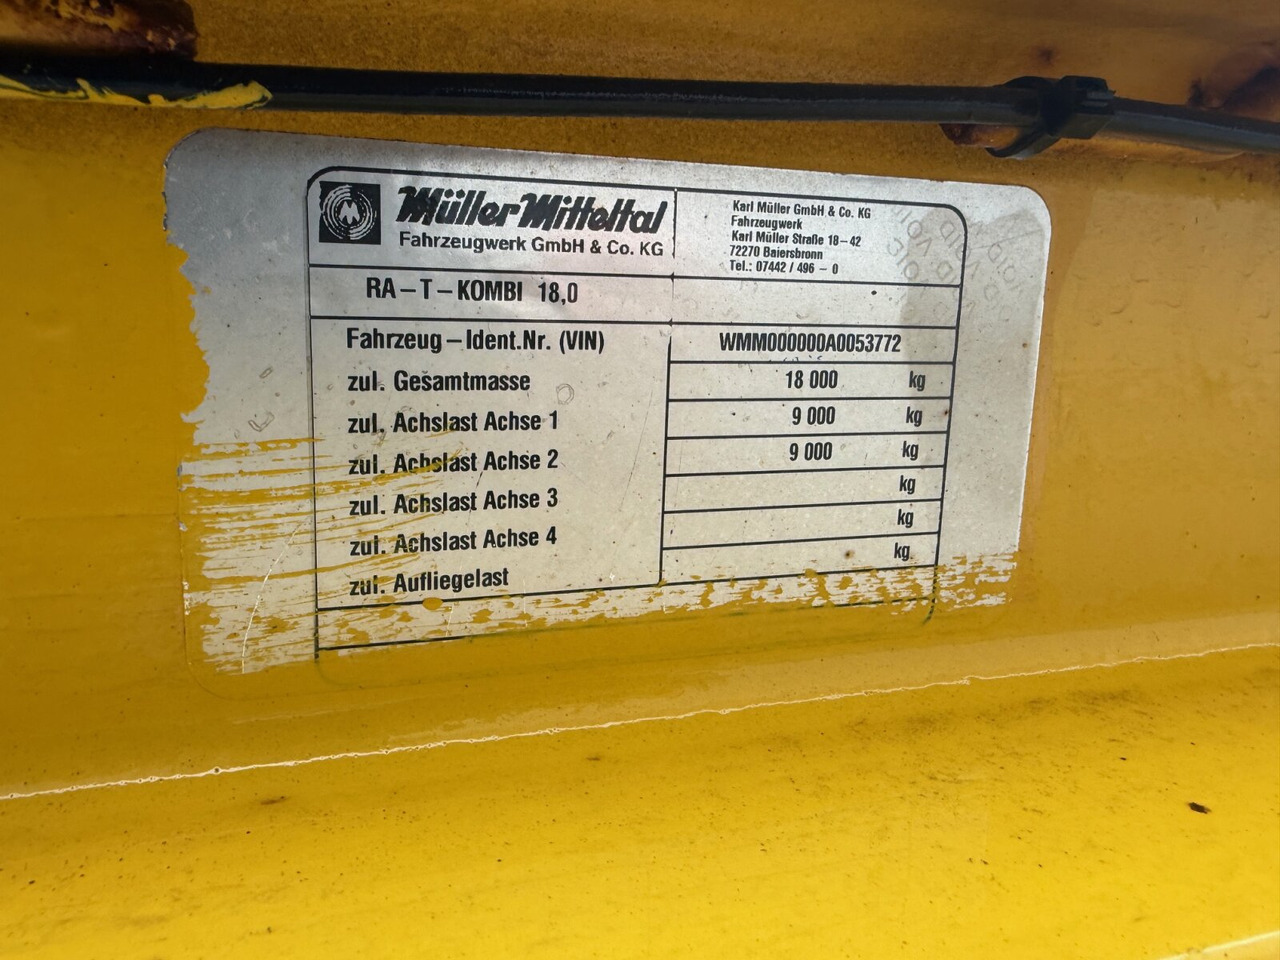 Müller Mitteltal
Fahrzeugwerk GmbH & Co. KG
Karl Müller GmbH & Co. KG
Fahrzeugwerk
Karl Müller Straße 18-42
72270 Baiersbronn
Tel.: 07442 / 496 - 0
RA-T-KOMBI 18,0
Fahrzeug-Ident.Nr. (VIN) WMM000000A0053772
zul. Gesamtmasse 18 000 kg
zul. Achslast Achse 1 9 000 kg
zul. Achslast Achse 2 9 000 kg
zul. Achslast Achse 3 kg
zul. Achslast Achse 4 kg
zul. Aufliegelast kg